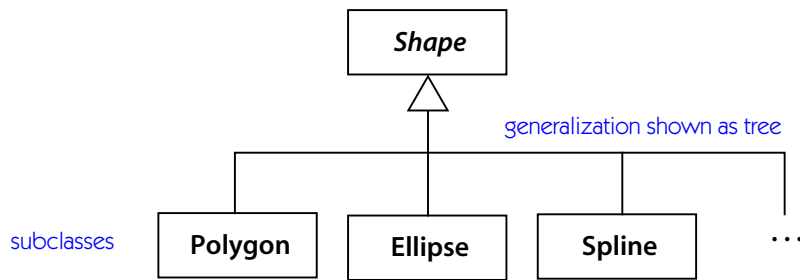 Shape
generalization shown as tree
subclasses
Polygon
Ellipse
Spline
...